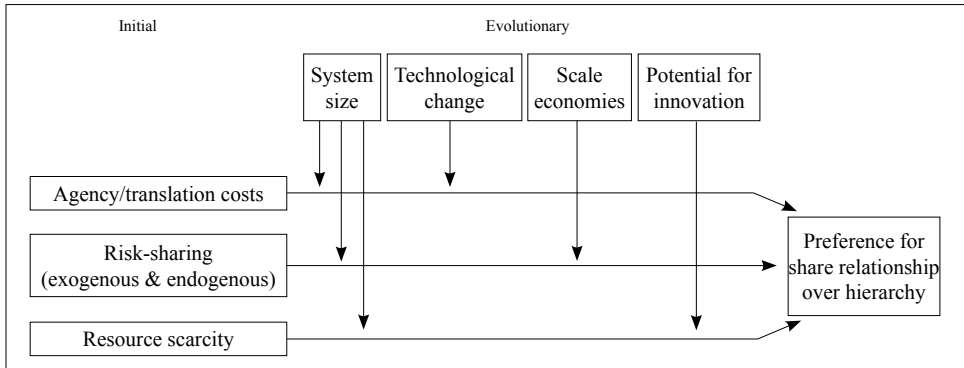 Initial
Evolutionary
System
size
Technological
change
Scale
economies
Potential for
innovation
Agency/translation costs
Risk-sharing
(exogenous & endogenous)
Resource scarcity
Preference for
share relationship
over hierarchy